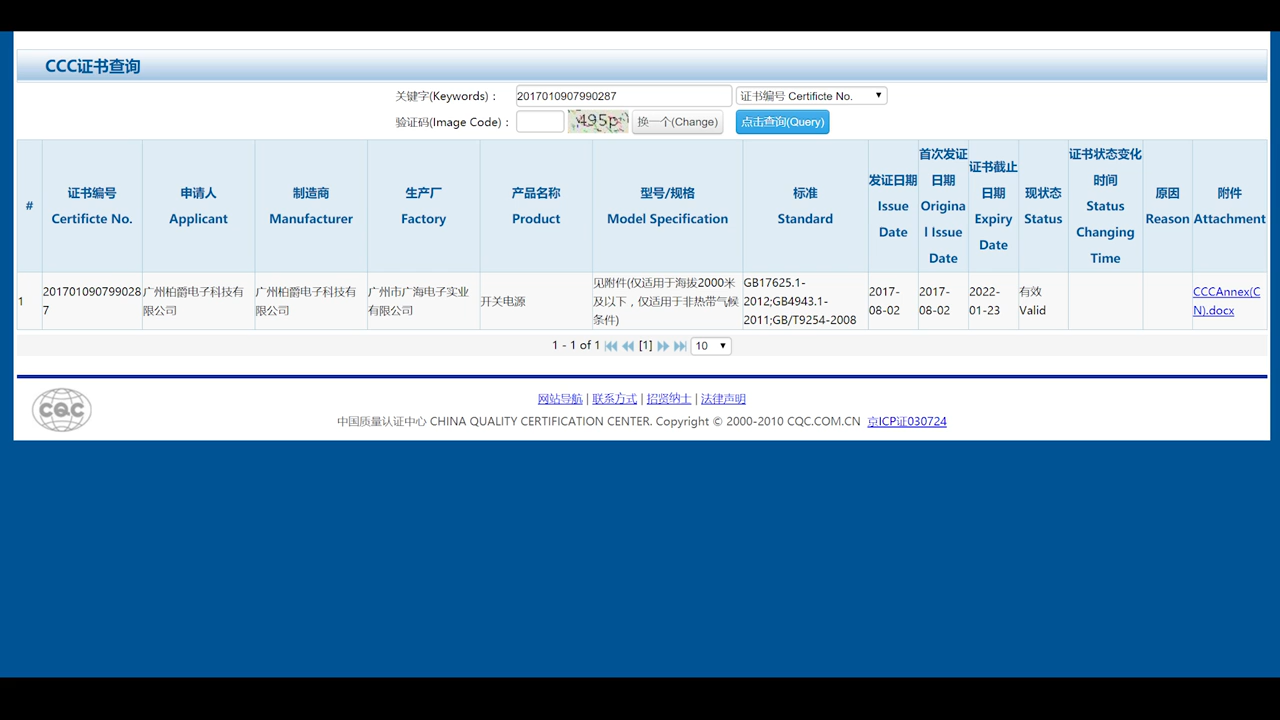 CCC证书查询
关键字(Keywords)： 2017010907990287 证书编号 Certificte No.
验证码(Image Code)： 495p 换一个(Change) 点击查询(Query)
#
证书编号
Certificte No.
申请人
Applicant
制造商
Manufacturer
生产厂
Factory
产品名称
Product
型号/规格
Model Specification
标准
Standard
发证日期
Issue
Date
首次发证
日期
Origina
l Issue
Date
证书截止
日期
Expiry
Date
现状态
Status
证书状态变化
时间
Status
Changing
Time
原因
Reason
附件
Attachment
1
201701090799028
7
广州柏爵电子科技有
限公司
广州柏爵电子科技有
限公司
广州市广海电子实业
有限公司
开关电源
见附件(仅适用于海拔2000米
及以下，仅适用于非热带气候
条件)
GB17625.1-
2012;GB4943.1-
2011;GB/T9254-2008
2017-
08-02
2017-
08-02
2022-
01-23
有效
Valid
CCCAnnex(C
N).docx
1 - 1 of 1 [1] 10
网站导航 | 联系方式 | 招贤纳士 | 法律声明
CQC
中国质量认证中心 CHINA QUALITY CERTIFICATION CENTER. Copyright © 2000-2010 CQC.COM.CN 京ICP证030724